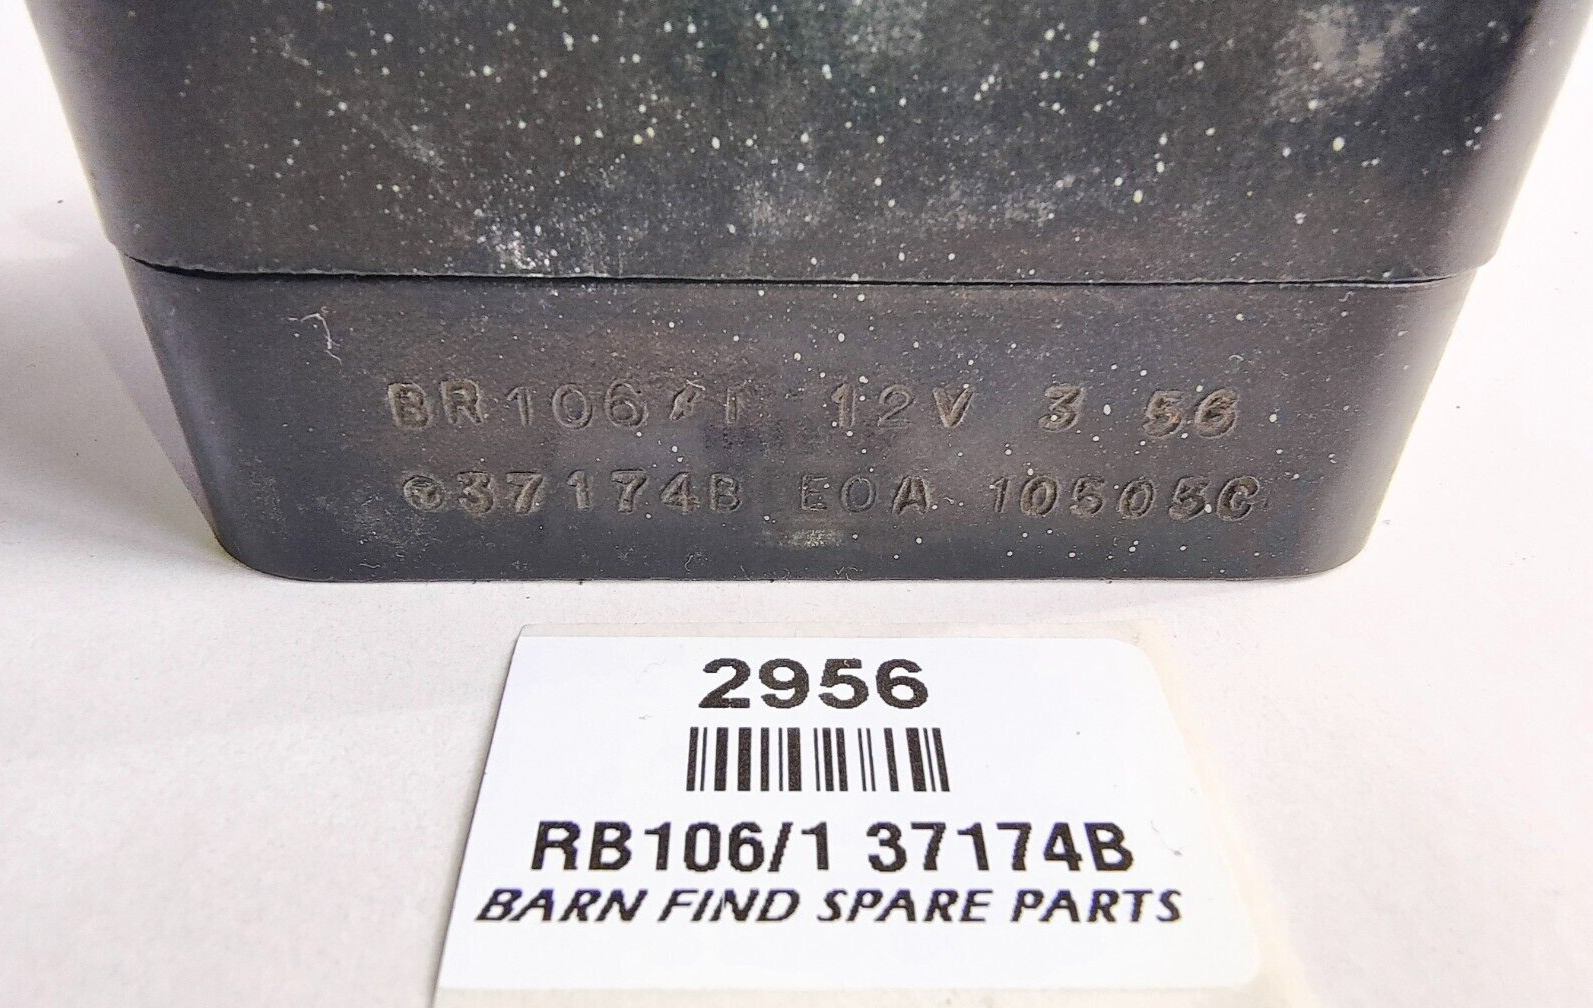 BR106/1 12V 3 56
37174B EOA 10505C
2956
RB106/1 37174B
BARN FIND SPARE PARTS